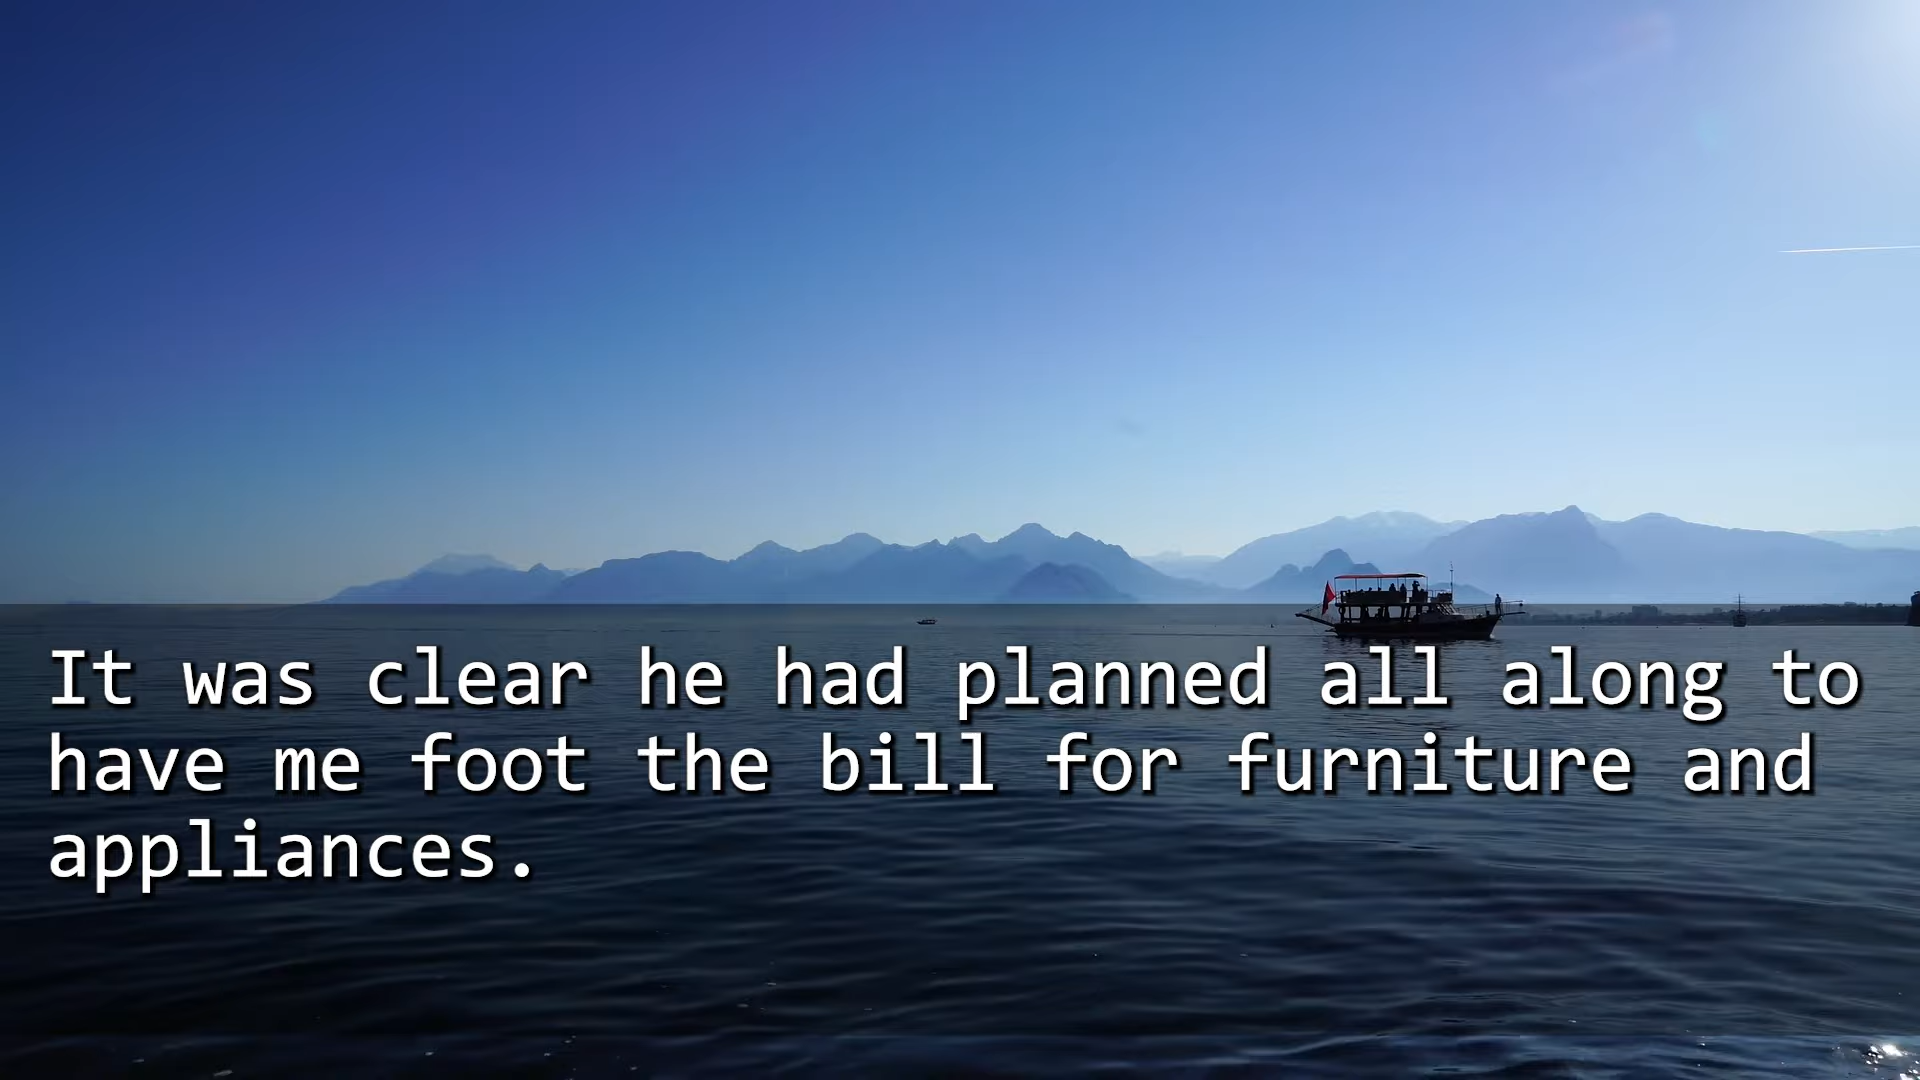 It was clear he had planned all along to
have me foot the bill for furniture and
appliances.